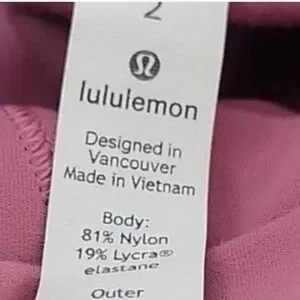 2
lululemon
Designed in
Vancouver
Made in Vietnam
Body:
81% Nylon
19% Lycra®
elastane
Outer